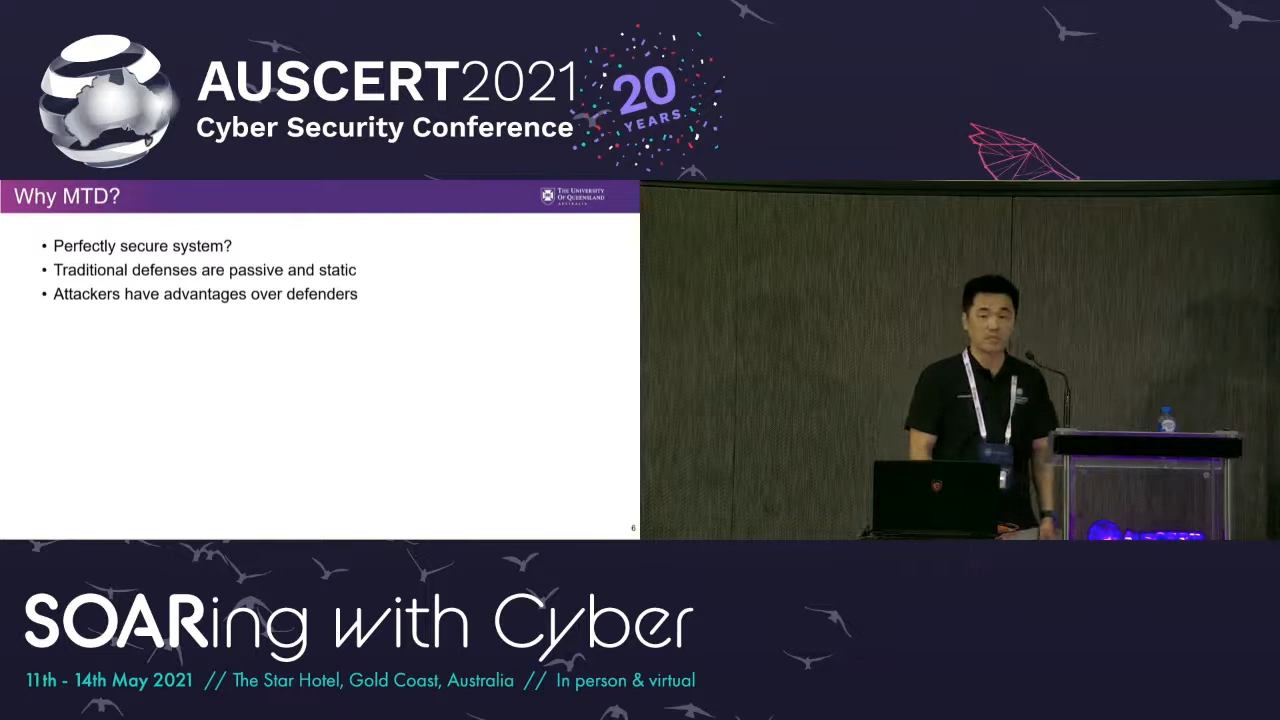 AUSCERT2021
Cyber Security Conference
20
YEARS
Why MTD?
THE UNIVERSITY
OF QUEENSLAND
AUSTRALIA
• Perfectly secure system?
• Traditional defenses are passive and static
• Attackers have advantages over defenders
6
SOARing with Cyber
11th - 14th May 2021 // The Star Hotel, Gold Coast, Australia // In person & virtual